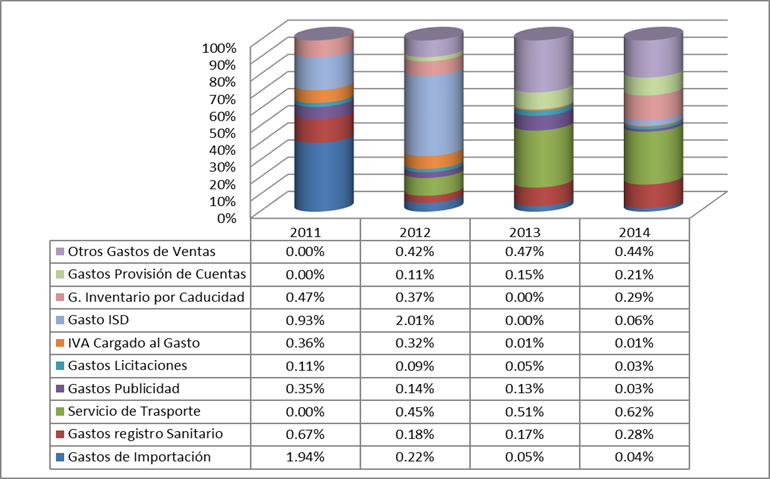 100%
90%
80%
70%
60%
50%
40%
30%
20%
10%
0%
2011 2012 2013 2014
Otros Gastos de Ventas 0.00% 0.42% 0.47% 0.44%
Gastos Provisión de Cuentas 0.00% 0.11% 0.15% 0.21%
G. Inventario por Caducidad 0.47% 0.37% 0.00% 0.29%
Gasto ISD 0.93% 2.01% 0.00% 0.06%
IVA Cargado al Gasto 0.36% 0.32% 0.01% 0.01%
Gastos Licitaciones 0.11% 0.09% 0.05% 0.03%
Gastos Publicidad 0.35% 0.14% 0.13% 0.03%
Servicio de Trasporte 0.00% 0.45% 0.51% 0.62%
Gastos registro Sanitario 0.67% 0.18% 0.17% 0.28%
Gastos de Importación 1.94% 0.22% 0.05% 0.04%